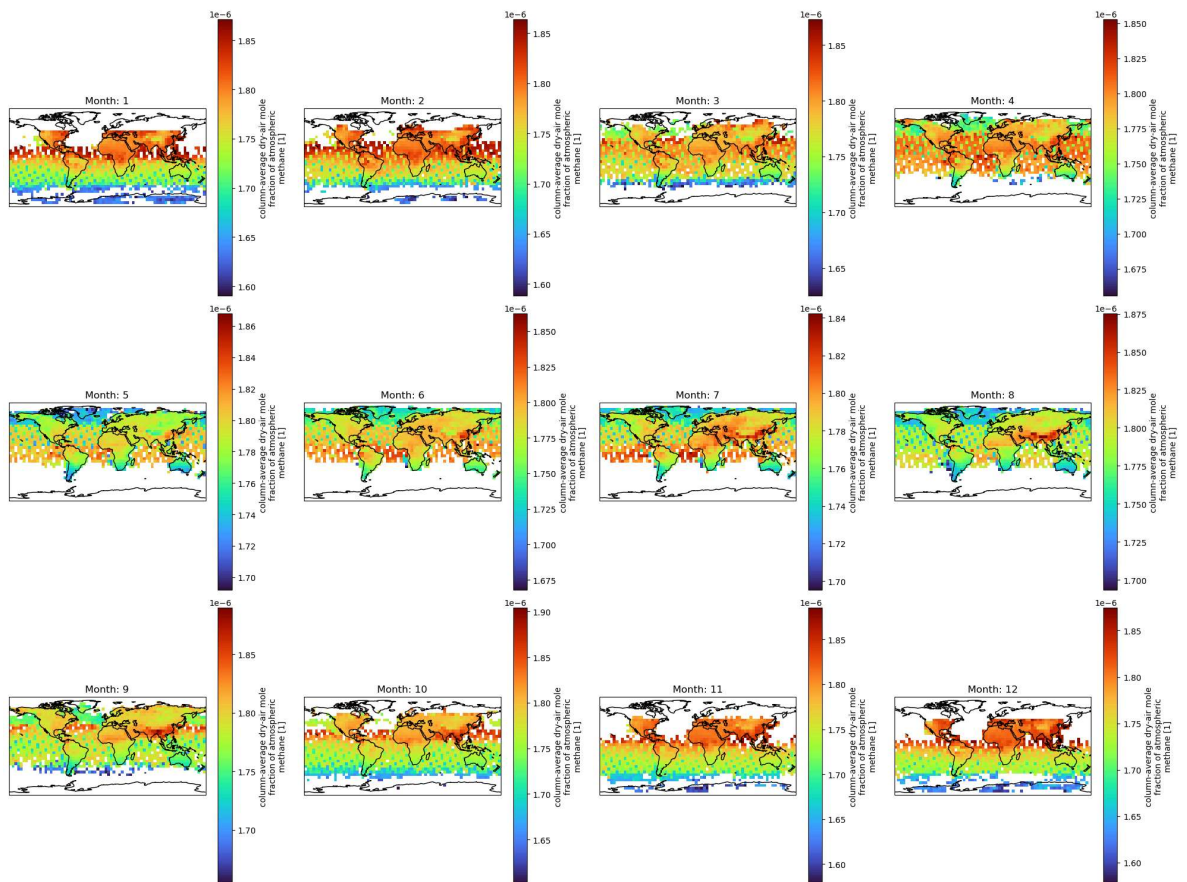 Month: 1
1e−6
1.85
1.80
1.75
1.70
1.65
1.60
column-average dry-air mole
fraction of atmospheric
methane [1]
Month: 2
1e−6
1.85
1.80
1.75
1.70
1.65
1.60
column-average dry-air mole
fraction of atmospheric
methane [1]
Month: 3
1e−6
1.85
1.80
1.75
1.70
1.65
column-average dry-air mole
fraction of atmospheric
methane [1]
Month: 4
1e−6
1.850
1.825
1.800
1.775
1.750
1.725
1.700
1.675
column-average dry-air mole
fraction of atmospheric
methane [1]
Month: 5
1e−6
1.86
1.84
1.82
1.80
1.78
1.76
1.74
1.72
1.70
column-average dry-air mole
fraction of atmospheric
methane [1]
Month: 6
1e−6
1.850
1.825
1.800
1.775
1.750
1.725
1.700
1.675
column-average dry-air mole
fraction of atmospheric
methane [1]
Month: 7
1e−6
1.84
1.82
1.80
1.78
1.76
1.74
1.72
1.70
column-average dry-air mole
fraction of atmospheric
methane [1]
Month: 8
1e−6
1.875
1.850
1.825
1.800
1.775
1.750
1.725
1.700
column-average dry-air mole
fraction of atmospheric
methane [1]
Month: 9
1e−6
1.85
1.80
1.75
1.70
column-average dry-air mole
fraction of atmospheric
methane [1]
Month: 10
1e−6
1.90
1.85
1.80
1.75
1.70
1.65
column-average dry-air mole
fraction of atmospheric
methane [1]
Month: 11
1e−6
1.85
1.80
1.75
1.70
1.65
1.60
column-average dry-air mole
fraction of atmospheric
methane [1]
Month: 12
1e−6
1.85
1.80
1.75
1.70
1.65
1.60
column-average dry-air mole
fraction of atmospheric
methane [1]